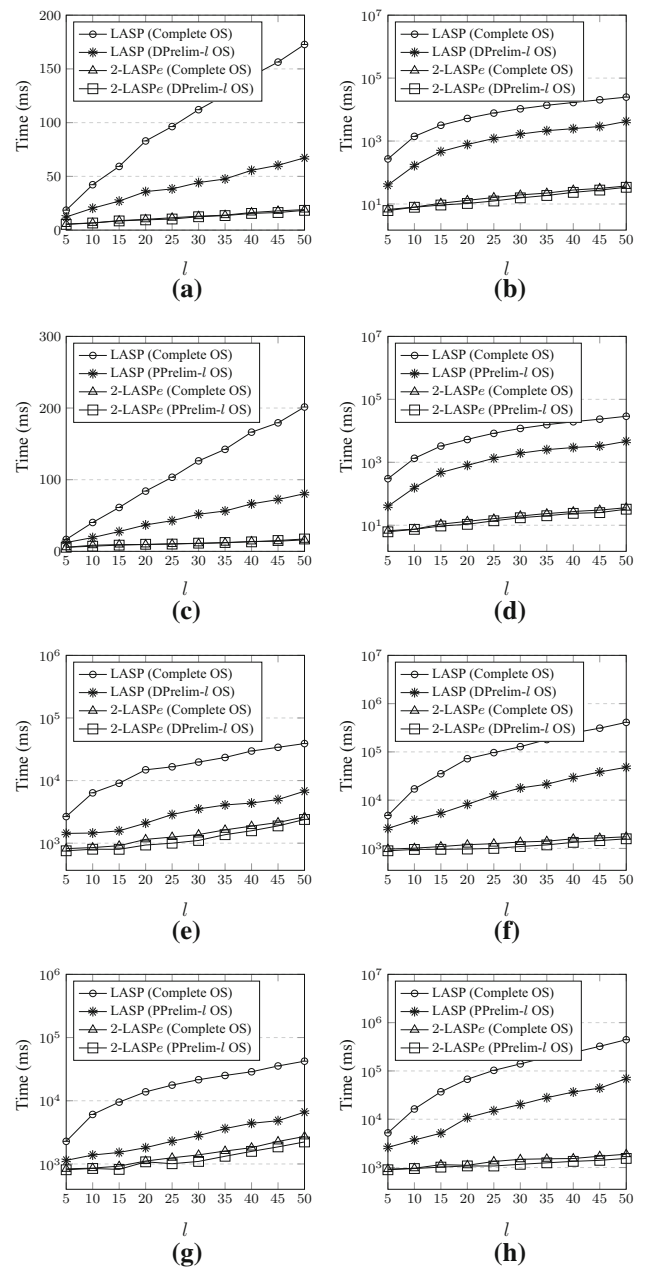 200
150
100
50
0
Time (ms)
LASP (Complete OS)
LASP (DPrelim-l OS)
2-LASPe (Complete OS)
2-LASPe (DPrelim-l OS)
5 10 15 20 25 30 35 40 45 50
l
(a)
10^7
10^5
10^3
10^1
Time (ms)
LASP (Complete OS)
LASP (DPrelim-l OS)
2-LASPe (Complete OS)
2-LASPe (DPrelim-l OS)
5 10 15 20 25 30 35 40 45 50
l
(b)
300
200
100
0
Time (ms)
LASP (Complete OS)
LASP (PPrelim-l OS)
2-LASPe (Complete OS)
2-LASPe (PPrelim-l OS)
5 10 15 20 25 30 35 40 45 50
l
(c)
10^7
10^5
10^3
10^1
Time (ms)
LASP (Complete OS)
LASP (PPrelim-l OS)
2-LASPe (Complete OS)
2-LASPe (PPrelim-l OS)
5 10 15 20 25 30 35 40 45 50
l
(d)
10^6
10^5
10^4
10^3
Time (ms)
LASP (Complete OS)
LASP (DPrelim-l OS)
2-LASPe (Complete OS)
2-LASPe (DPrelim-l OS)
5 10 15 20 25 30 35 40 45 50
l
(e)
10^7
10^6
10^5
10^4
10^3
Time (ms)
LASP (Complete OS)
LASP (DPrelim-l OS)
2-LASPe (Complete OS)
2-LASPe (DPrelim-l OS)
5 10 15 20 25 30 35 40 45 50
l
(f)
10^6
10^5
10^4
10^3
Time (ms)
LASP (Complete OS)
LASP (PPrelim-l OS)
2-LASPe (Complete OS)
2-LASPe (PPrelim-l OS)
5 10 15 20 25 30 35 40 45 50
l
(g)
10^7
10^6
10^5
10^4
10^3
Time (ms)
LASP (Complete OS)
LASP (PPrelim-l OS)
2-LASPe (Complete OS)
2-LASPe (PPrelim-l OS)
5 10 15 20 25 30 35 40 45 50
l
(h)